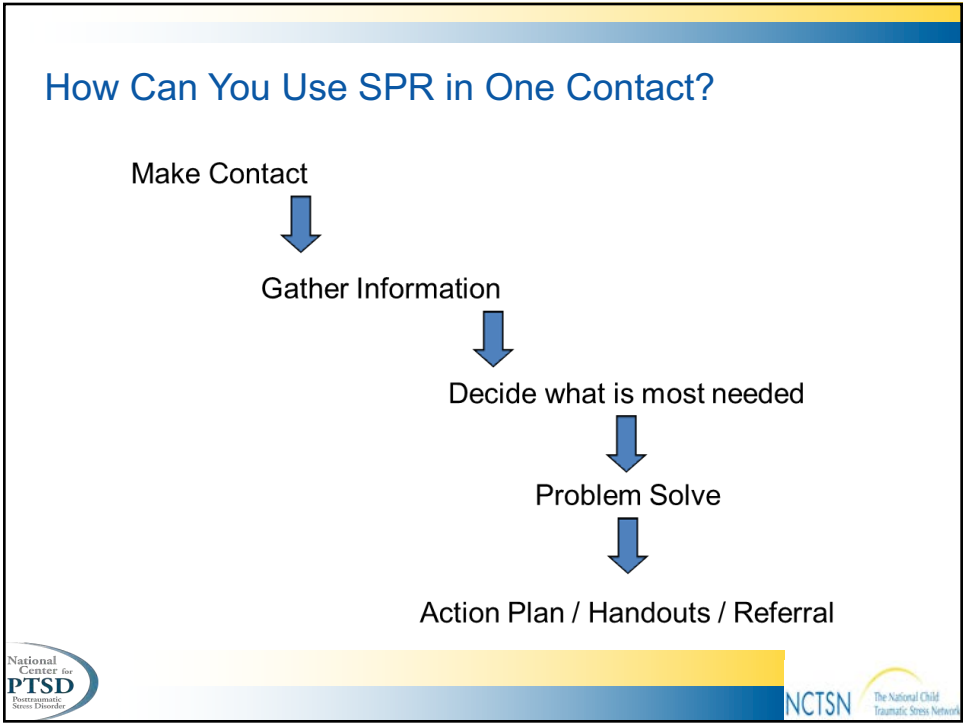 How Can You Use SPR in One Contact?
Make Contact
Gather Information
Decide what is most needed
Problem Solve
Action Plan / Handouts / Referral
National
Center for
PTSD
Posttraumatic
Stress Disorder
NCTSN
The National Child
Traumatic Stress Network